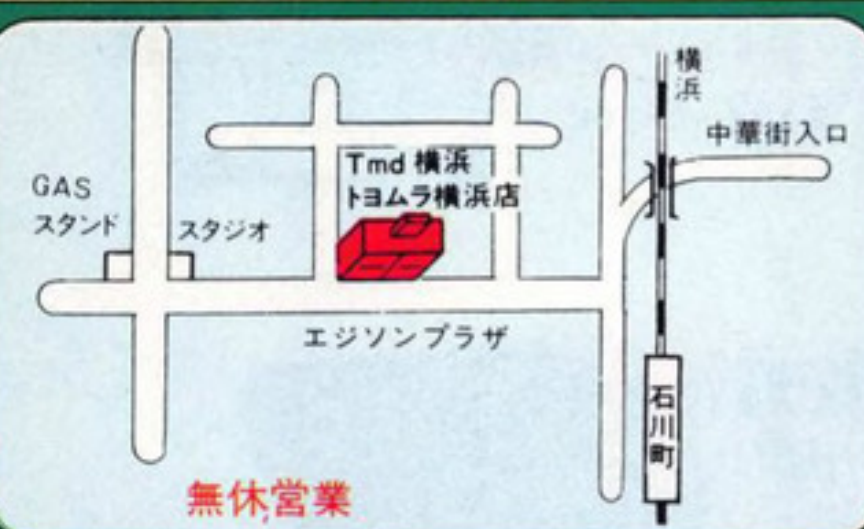 横浜
中華街入口
Tmd 横浜
トヨムラ横浜店
GAS
スタンド
スタジオ
エジソンプラザ
石川町
無休営業